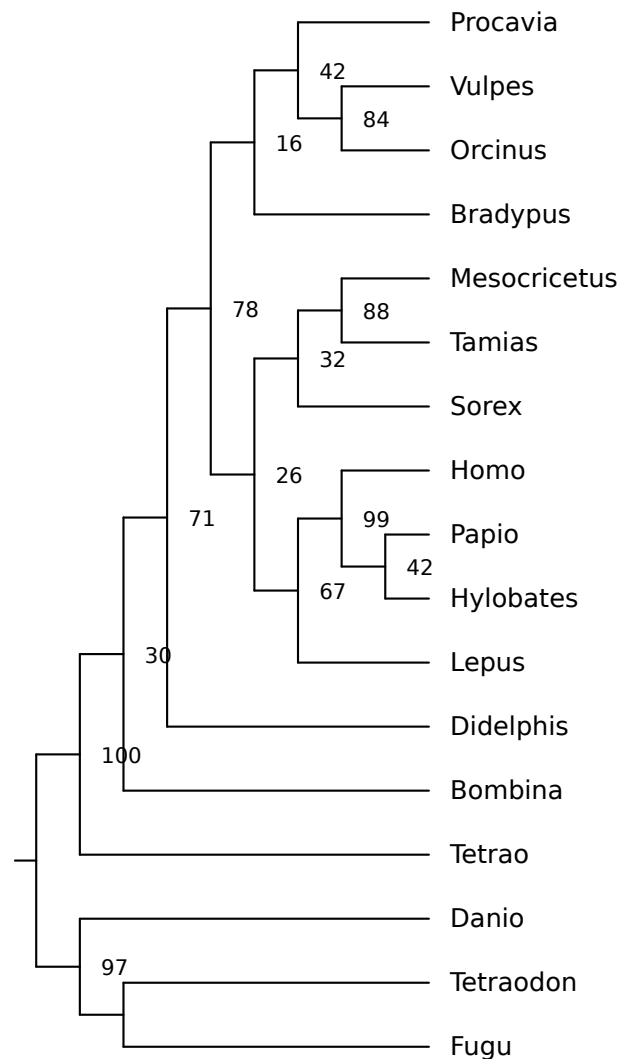 Procavia
42
Vulpes
84
Orcinus
16
Bradypus
Mesocricetus
78
88
Tamias
32
Sorex
Homo
26
71
99
Papio
42
67
Hylobates
30
Lepus
Didelphis
100
Bombina
Tetrao
Danio
97
Tetraodon
Fugu